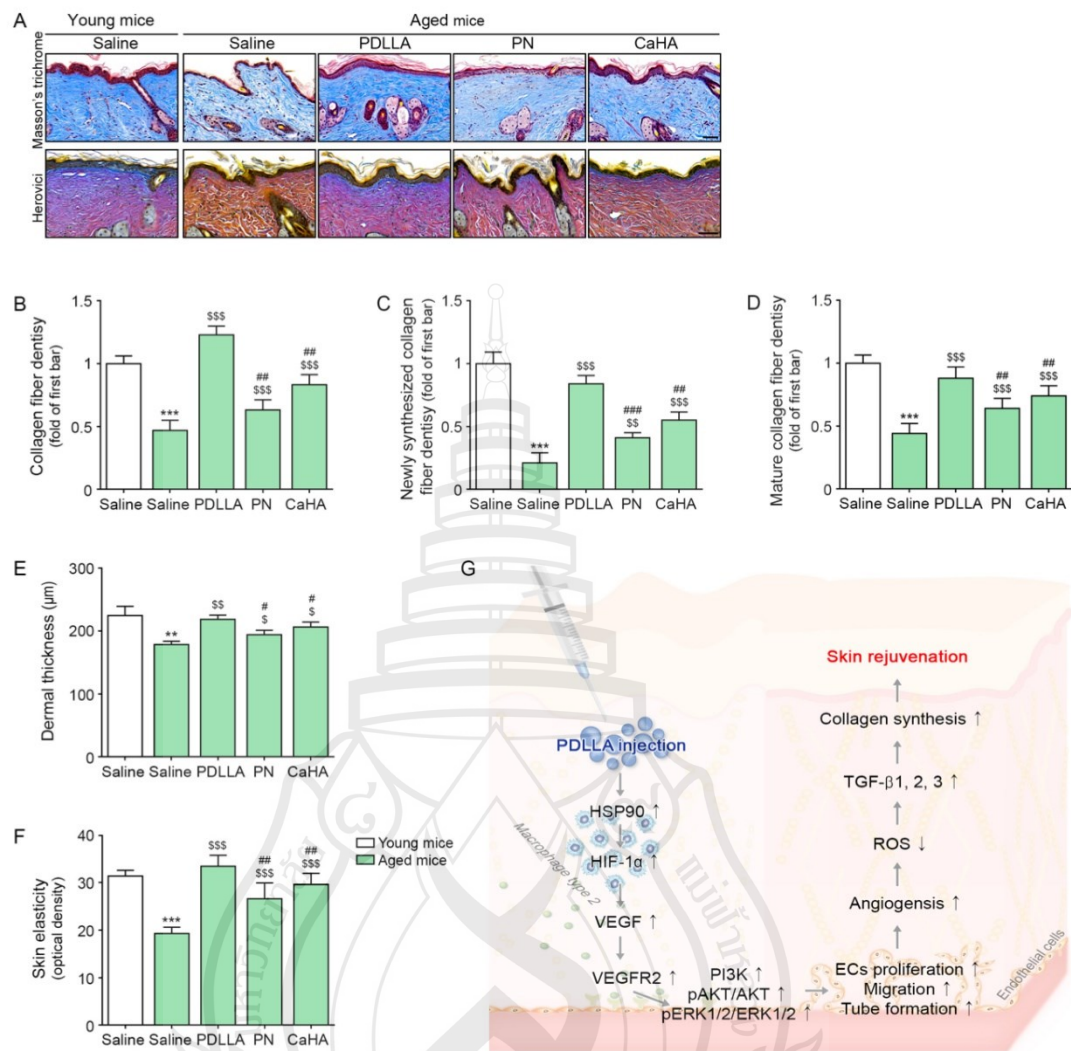 A
Young mice
Aged mice
Saline
Saline
PDLLA
PN
CaHA
Masson's trichrome
Herovici
B
Collagen fiber dentisy
(fold of first bar)
1.5
1
0.5
0
***
$$$
##
$$$
##
$$$
Saline
Saline
PDLLA
PN
CaHA
C
Newly synthesized collagen
fiber dentisy (fold of first bar)
1.5
1
0.5
0
***
$$$
###
$$
##
$$$
Saline
Saline
PDLLA
PN
CaHA
D
Mature collagen fiber dentisy
(fold of first bar)
1.5
1
0.5
0
***
$$$
##
$$$
##
$$$
Saline
Saline
PDLLA
PN
CaHA
E
Dermal thickness (µm)
300
200
100
0
**
$$
#
$
#
$
Saline
Saline
PDLLA
PN
CaHA
F
Skin elasticity
(optical density)
40
30
20
10
0
***
$$$
##
$$$
##
$$$
Saline
Saline
PDLLA
PN
CaHA
Young mice
Aged mice
G
PDLLA injection
HSP90 ↑
HIF-1α ↑
Macrophage type 2
VEGF ↑
VEGFR2 ↑
PI3K ↑
pAKT/AKT ↑
pERK1/2/ERK1/2 ↑
ECs proliferation ↑
Migration ↑
Tube formation ↑
Endothelial cells
Angiogensis ↑
ROS ↓
TGF-β1, 2, 3 ↑
Collagen synthesis ↑
Skin rejuvenation